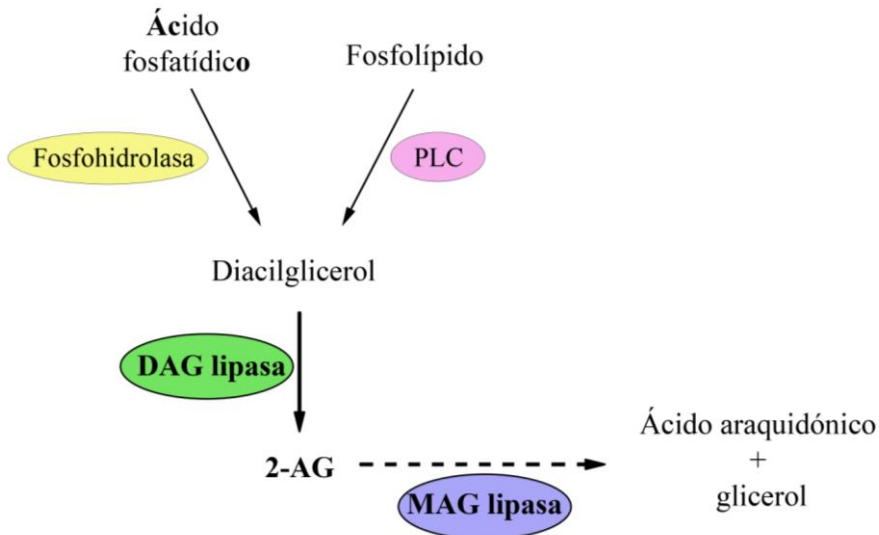 Ácido
fosfatídico
Fosfolípido
Fosfohidrolasa
PLC
Diacilglicerol
DAG lipasa
2-AG
MAG lipasa
Ácido araquidónico
+
glicerol